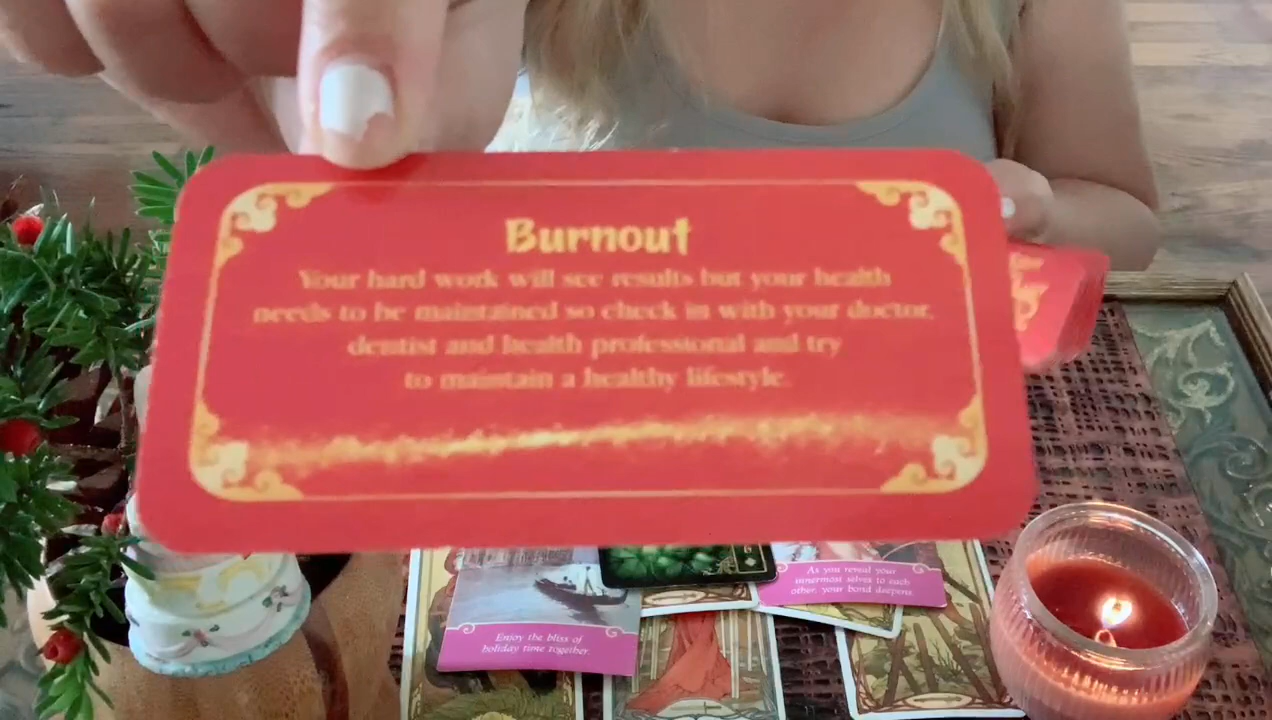 Burnout
Your hard work will see results but your health
needs to be maintained so check in with your doctor,
dentist and health professional and try
to maintain a healthy lifestyle.
Enjoy the bliss of
holiday time together.
As you reveal your
innermost selves to each
other, your bond deepens.